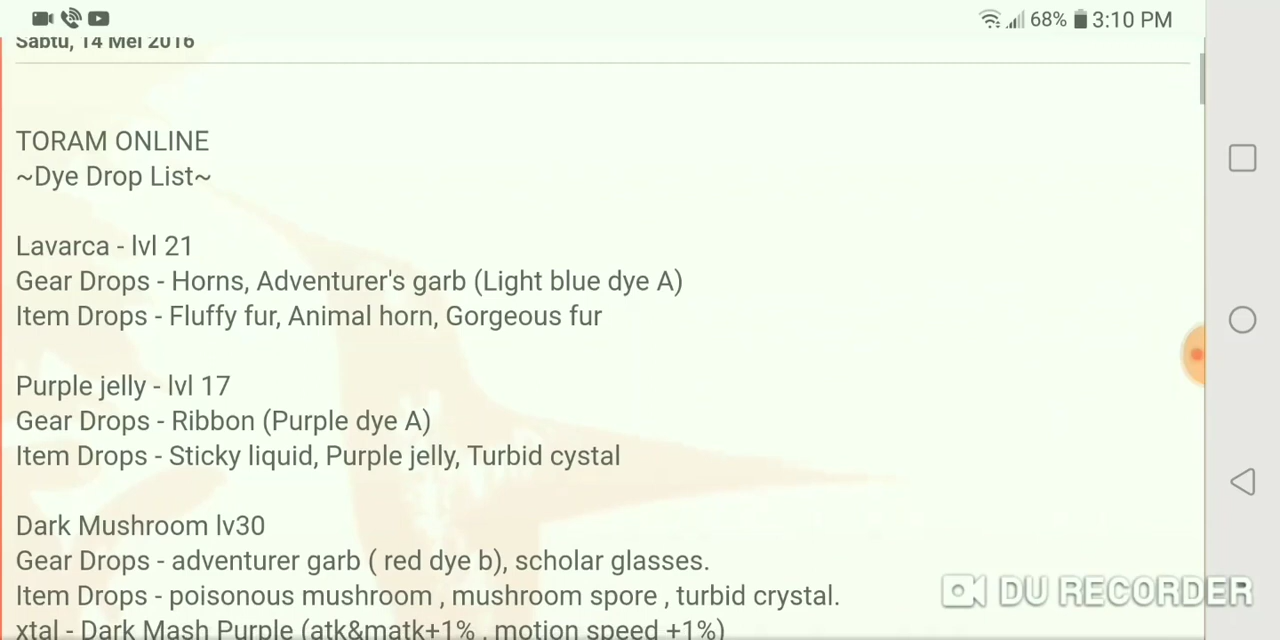 68% 3:10 PM
Sabtu, 14 Mei 2016
TORAM ONLINE
~Dye Drop List~
Lavarca - lvl 21
Gear Drops - Horns, Adventurer's garb (Light blue dye A)
Item Drops - Fluffy fur, Animal horn, Gorgeous fur
Purple jelly - lvl 17
Gear Drops - Ribbon (Purple dye A)
Item Drops - Sticky liquid, Purple jelly, Turbid cystal
Dark Mushroom lv30
Gear Drops - adventurer garb ( red dye b), scholar glasses.
Item Drops - poisonous mushroom , mushroom spore , turbid crystal.
xtal - Dark Mash Purple (atk&matk+1% , motion speed +1%)
DU RECORDER